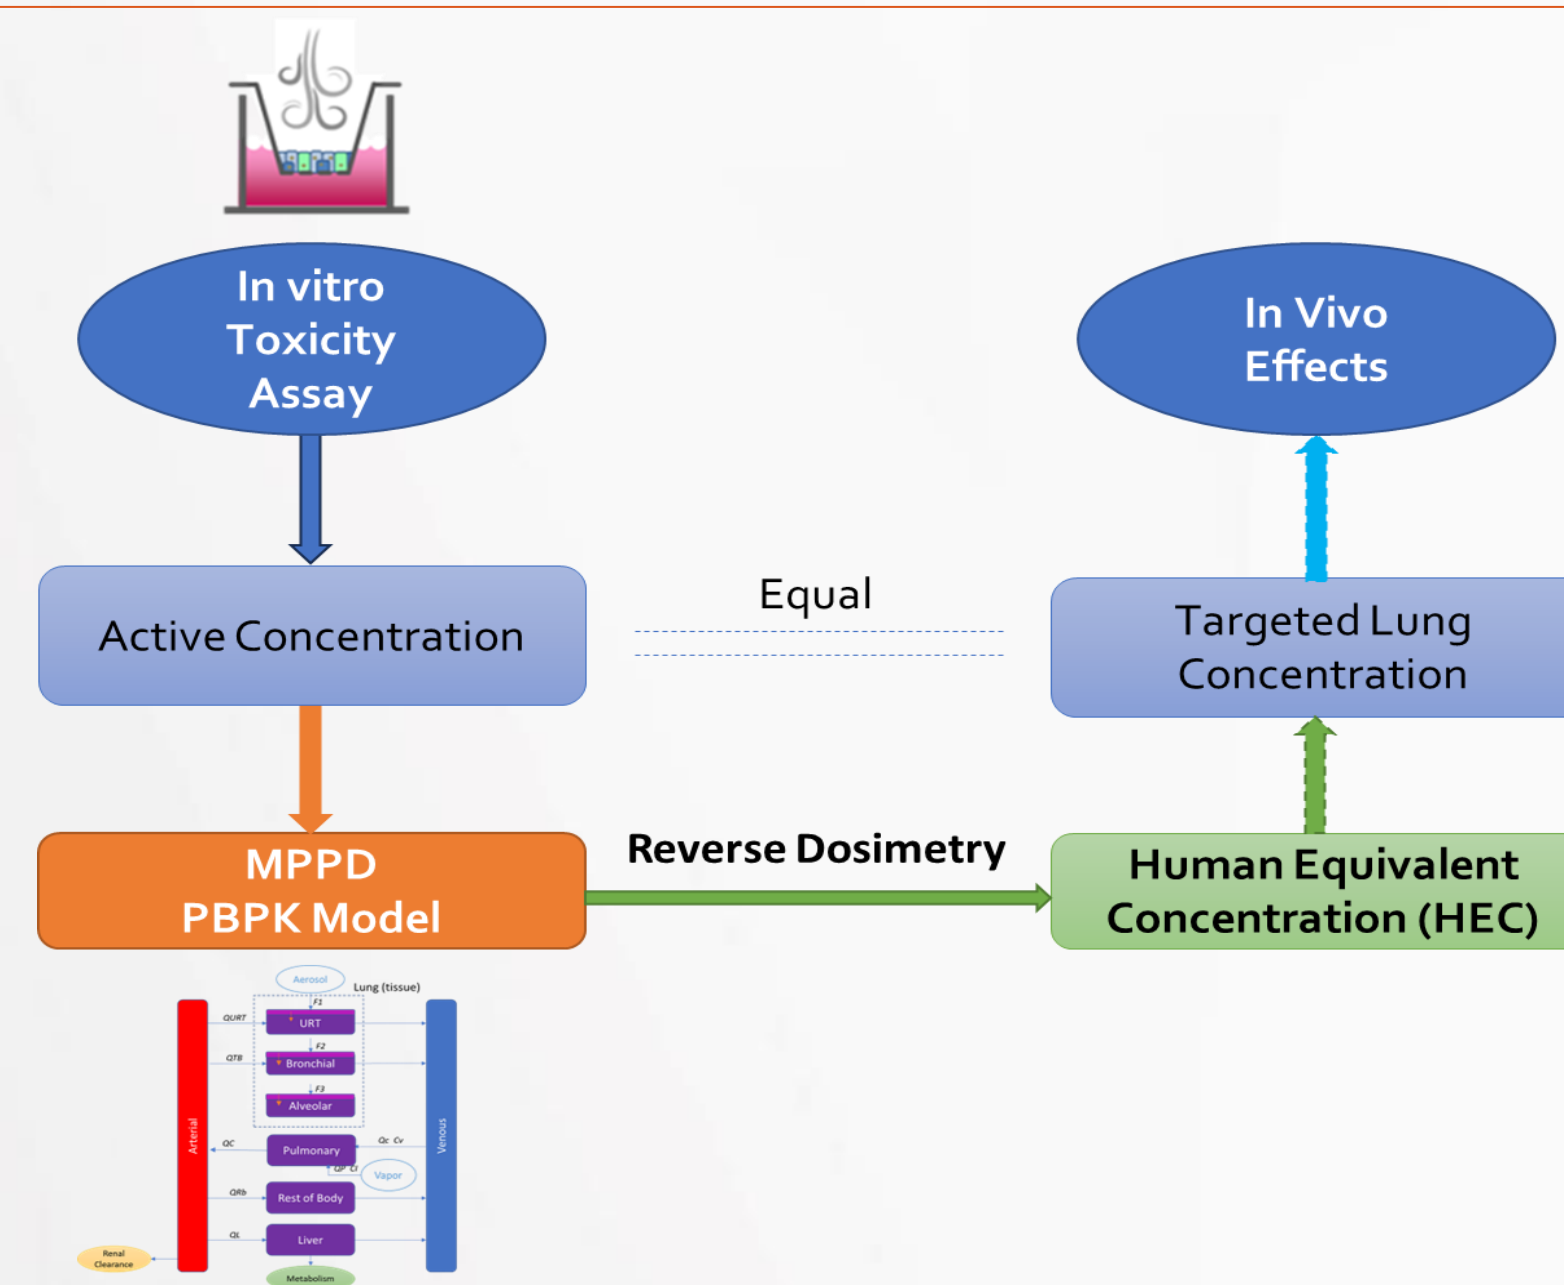 In vitro
Toxicity
Assay
In Vivo
Effects
Active Concentration
Equal
Targeted Lung
Concentration
MPPD
PBPK Model
Reverse Dosimetry
Human Equivalent
Concentration (HEC)
Aerosol
Lung (tissue)
F1
QURT
URT
F2
QTB
Bronchial
F3
Alveolar
Arterial
Venous
QC
Pulmonary
Qc Cv
QP CI
Vapor
QRb
Rest of Body
QL
Liver
Renal
Clearance
Metabolism